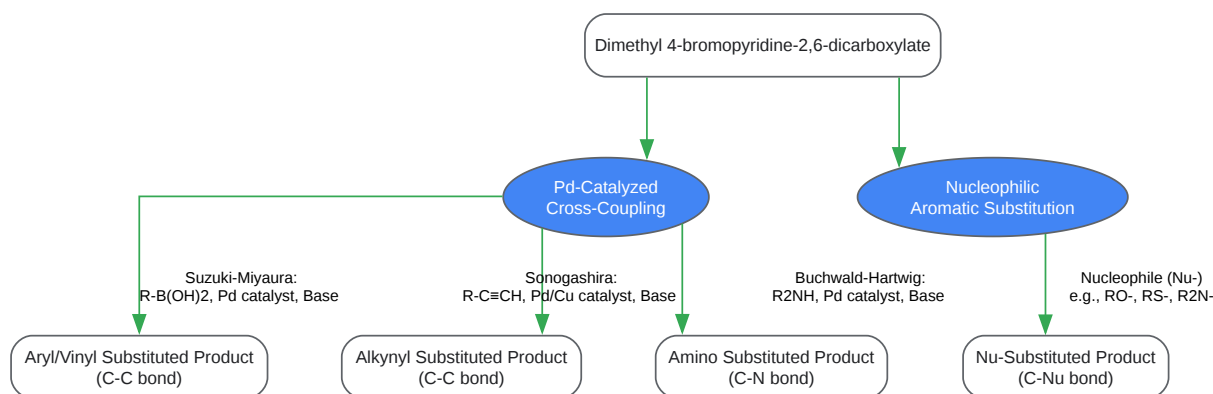 Dimethyl 4-bromopyridine-2,6-dicarboxylate
Pd-Catalyzed
Cross-Coupling
Nucleophilic
Aromatic Substitution
Suzuki-Miyaura:
R-B(OH)2, Pd catalyst, Base
Sonogashira:
R-C≡CH, Pd/Cu catalyst, Base
Buchwald-Hartwig:
R2NH, Pd catalyst, Base
Nucleophile (Nu-)
e.g., RO-, RS-, R2N-
Aryl/Vinyl Substituted Product
(C-C bond)
Alkynyl Substituted Product
(C-C bond)
Amino Substituted Product
(C-N bond)
Nu-Substituted Product
(C-Nu bond)